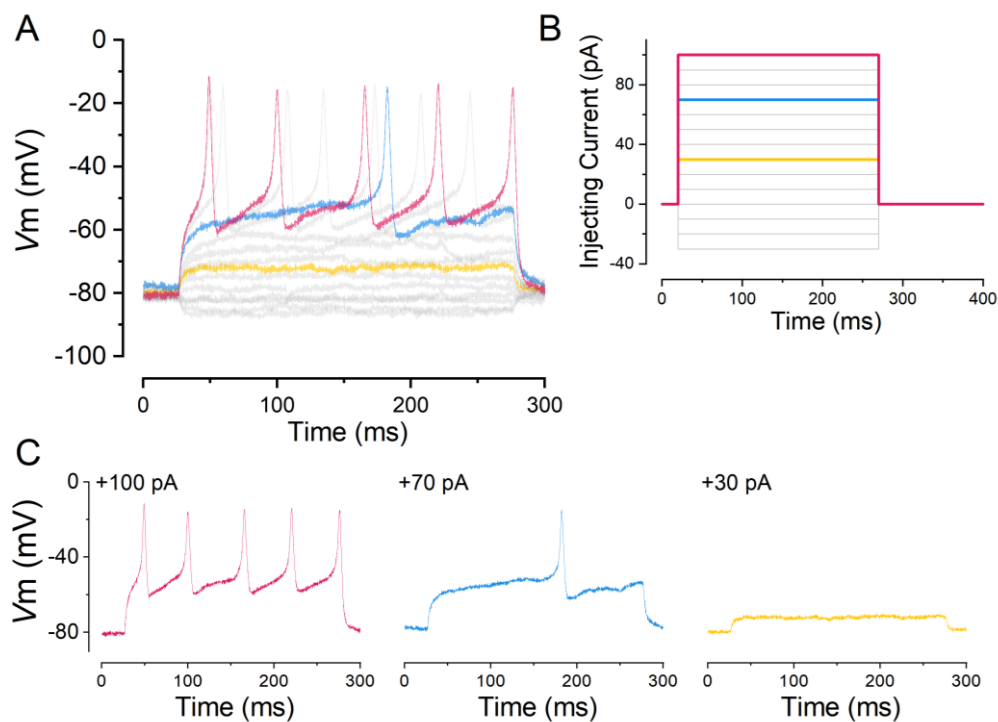 A
0
-20
-40
-60
-80
-100
Vm (mV)
0
100
200
300
Time (ms)
B
80
40
0
-40
Injecting Current (pA)
0
100
200
300
400
Time (ms)
C
0
-40
-80
Vm (mV)
+100 pA
+70 pA
+30 pA
0 100 200 300
0 100 200 300
0 100 200 300
Time (ms)
Time (ms)
Time (ms)